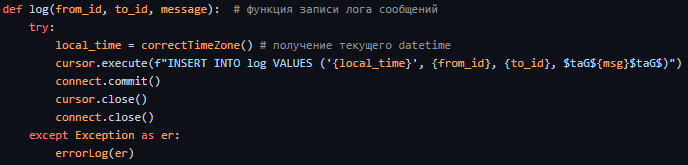 def log(from_id, to_id, message):  # функция записи лога сообщений
    try:
        local_time = correctTimeZone() # получение текущего datetime
        cursor.execute(f"INSERT INTO log VALUES ('{local_time}', {from_id}, {to_id}, $taG${msg}$taG$)")
        connect.commit()
        cursor.close()
        connect.close()
    except Exception as er:
        errorLog(er)